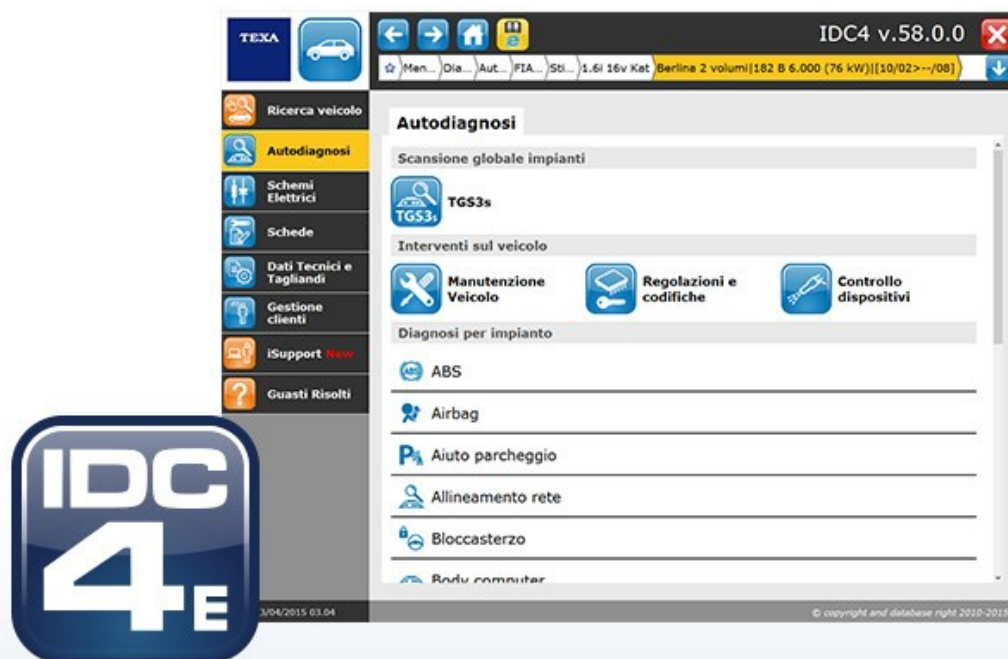 TEXA
IDC4 v.58.0.0
Men... Dia... Aut... FIA... Sti... 1.6i 16v Kat Berlina 2 volumi|182 B 6.000 (76 kW)|[10/02>--/08]
Ricerca veicolo
Autodiagnosi
Schemi
Elettrici
Schede
Dati Tecnici e
Tagliandi
Gestione
clienti
iSupport New
Guasti Risolti
Autodiagnosi
Scansione globale impianti
TGS3s
TGS3s
Interventi sul veicolo
Manutenzione
Veicolo
Regolazioni e
codifiche
Controllo
dispositivi
Diagnosi per impianto
ABS
ABS
Airbag
Aiuto parcheggio
Allineamento rete
Bloccasterzo
Body computer
IDC
4
E
3/04/2015 03.04
© copyright and database right 2010-2015